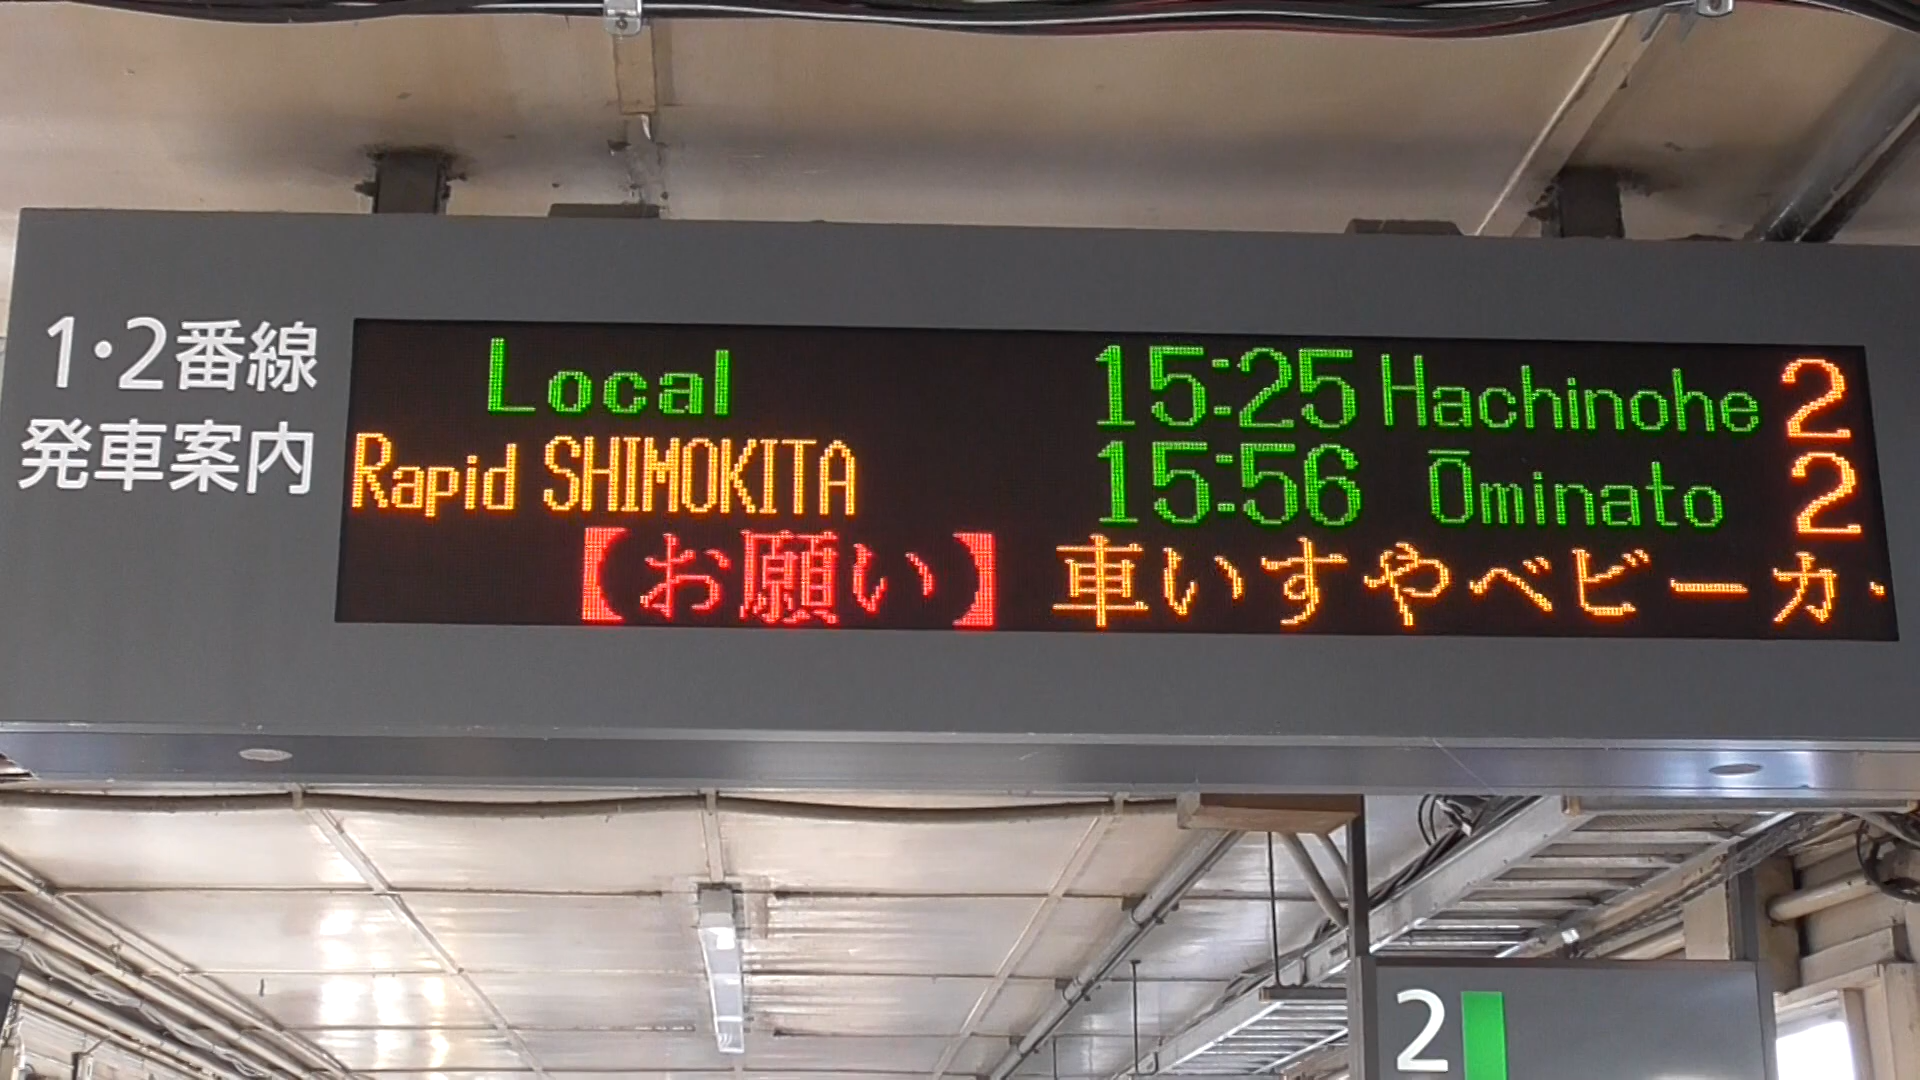 1・2番線
発車案内
Local 15:25 Hachinohe 2
Rapid SHIMOKITA 15:56 Ōminato 2
【お願い】 車いすやベビーカ
2